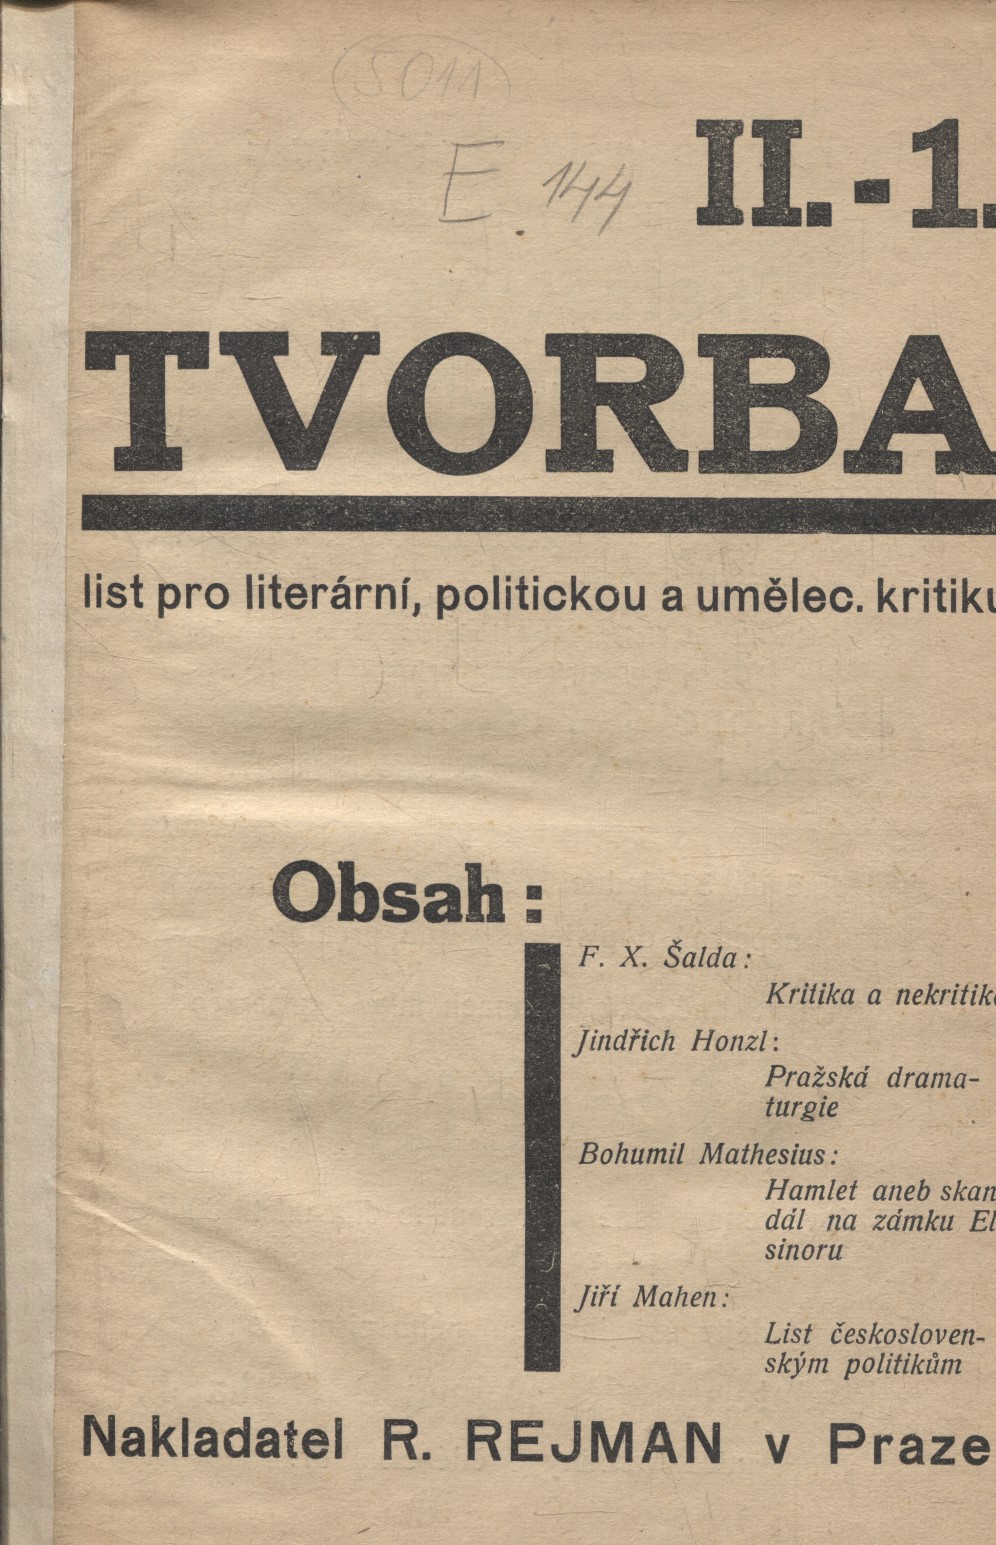 5011
E. 144
II.-1.
TVORBA
list pro literární, politickou a umělec. kritiku
Obsah:
F. X. Šalda:
Kritika a nekritika
Jindřich Honzl:
Pražská drama-
turgie
Bohumil Mathesius:
Hamlet aneb skan
dál na zámku El
sinoru
Jiří Mahen:
List českosloven-
ským politikům
Nakladatel R. REJMAN v Praze